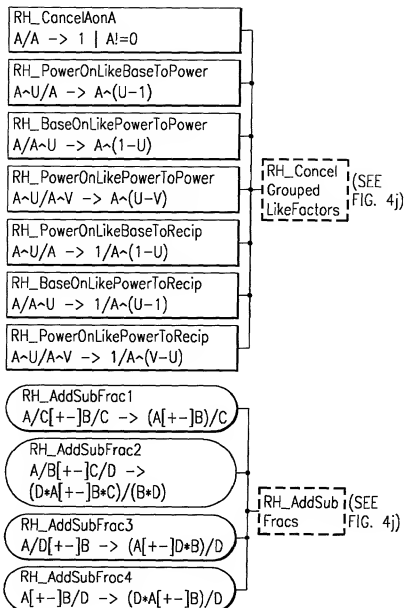 RH_CancelAonA
A/A -> 1 | A!=0
RH_PowerOnLikeBaseToPower
A^U/A -> A^(U-1)
RH_BaseOnLikePowerToPower
A/A^U -> A^(1-U)
RH_PowerOnLikePowerToPower
A^U/A^V -> A^(U-V)
RH_PowerOnLikeBaseToRecip
A^U/A -> 1/A^(1-U)
RH_BaseOnLikePowerToRecip
A/A^U -> 1/A^(U-1)
RH_PowerOnLikePowerToRecip
A^U/A^V -> 1/A^(V-U)
RH_Cancel
Grouped
LikeFactors
(SEE
FIG. 4j)
RH_AddSubFrac1
A/C[+-]B/C -> (A[+-]B)/C
RH_AddSubFrac2
A/B[+-]C/D ->
(D*A[+-]B*C)/(B*D)
RH_AddSubFrac3
A/D[+-]B -> (A[+-]D*B)/D
RH_AddSubFrac4
A[+-]B/D -> (D*A[+-]B)/D
RH_AddSub
Fracs
(SEE
FIG. 4j)